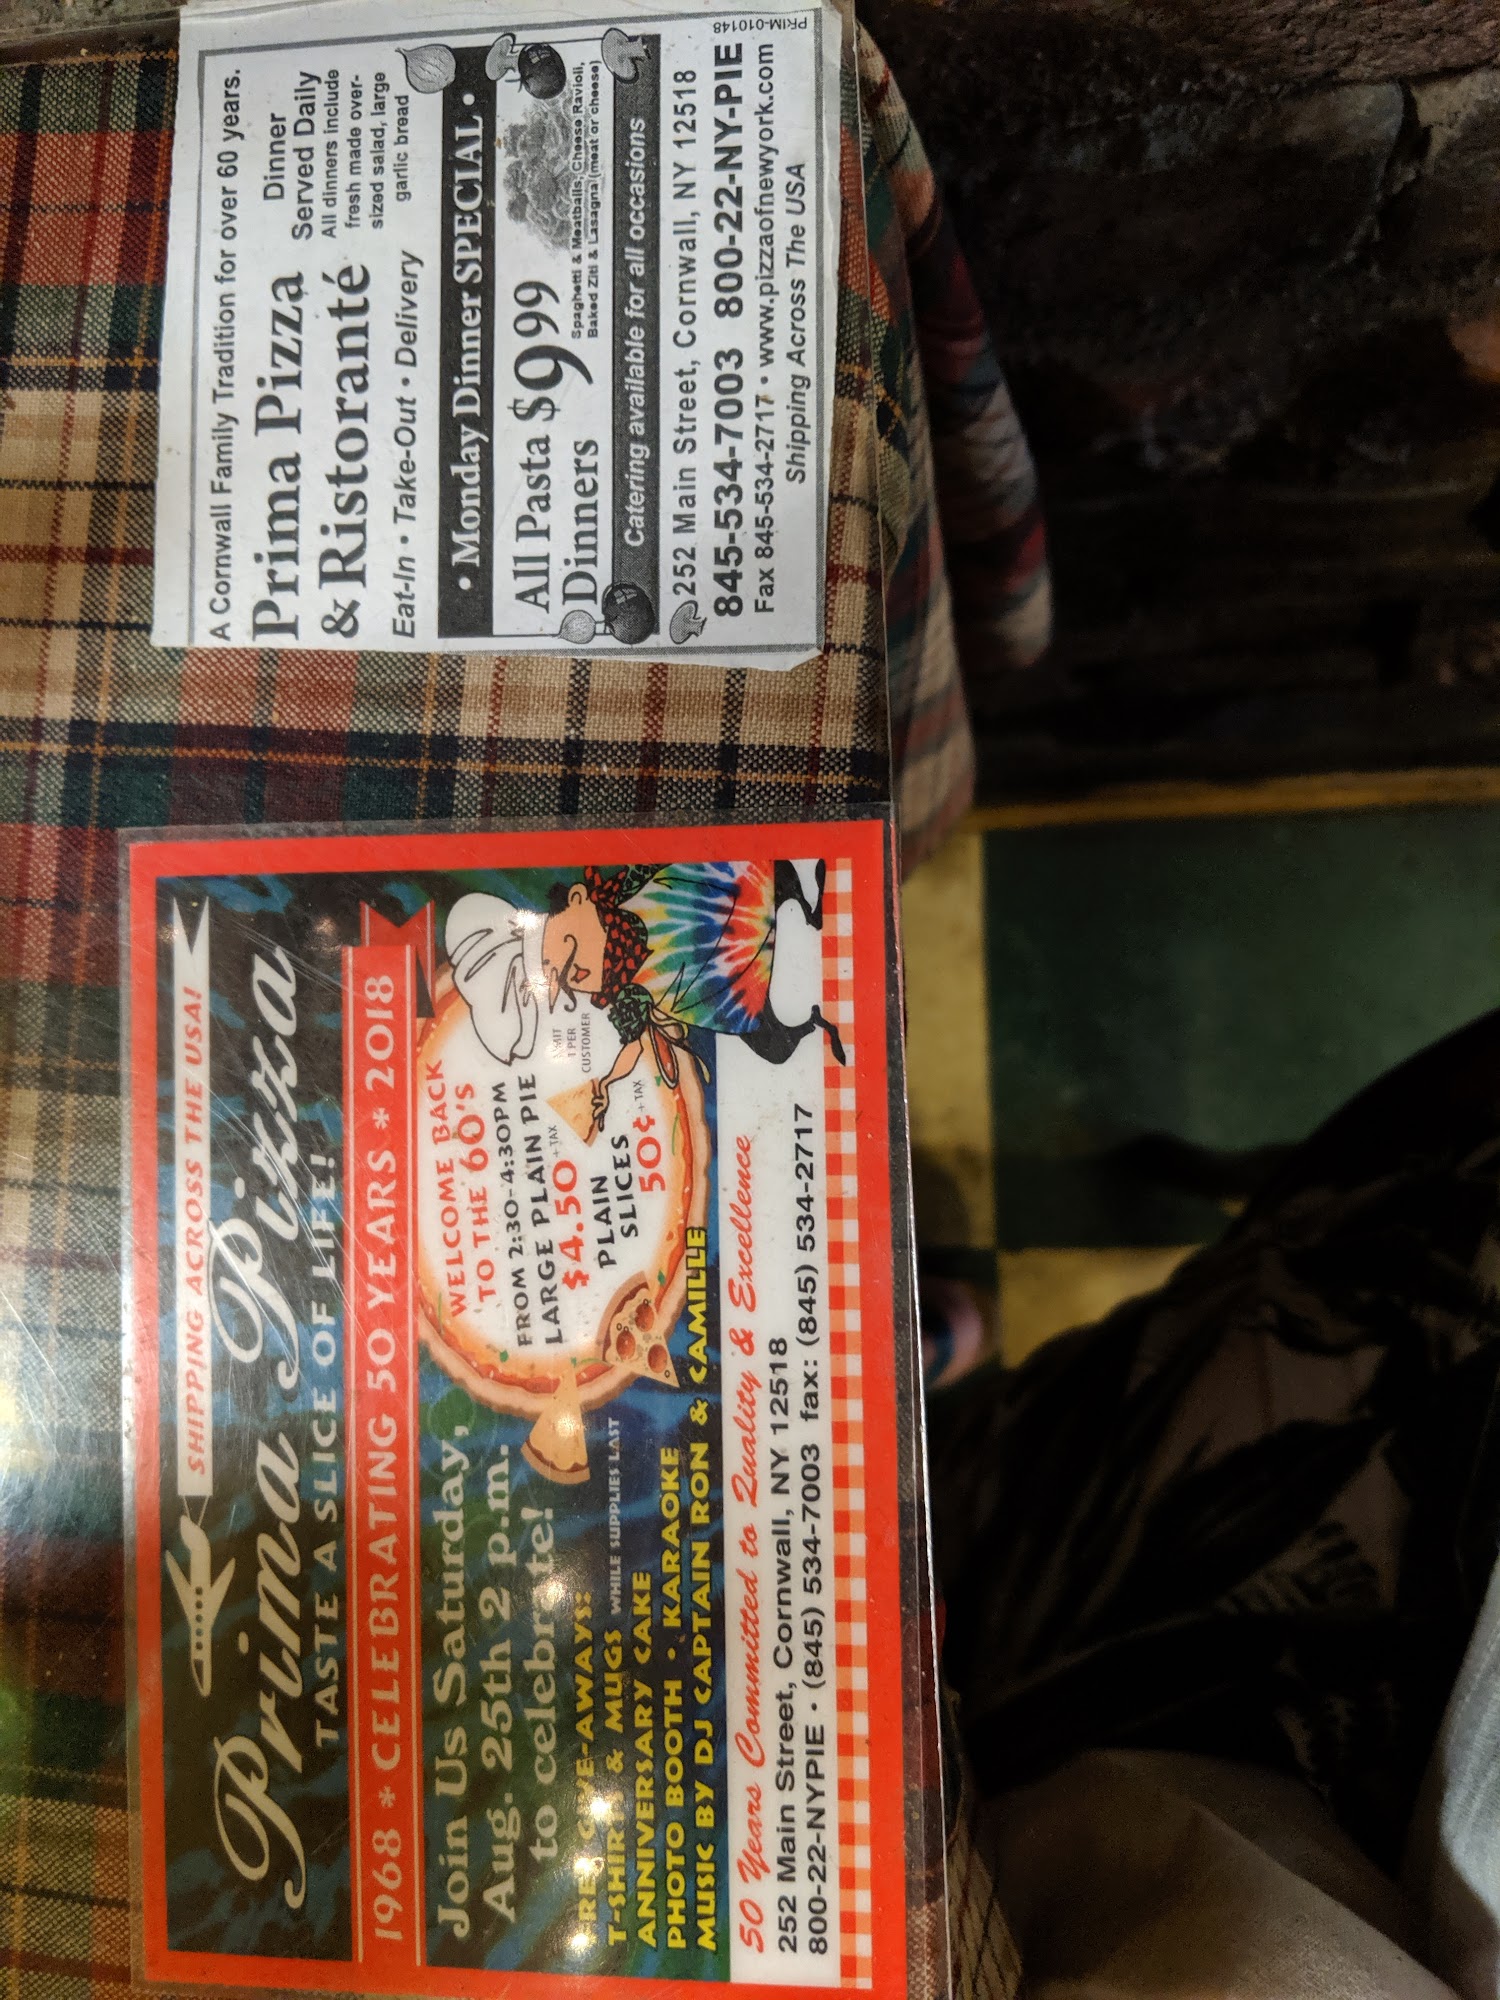 SHIPPING ACROSS THE USA!
Prima Pizza
TASTE A SLICE OF LIFE!
1968 * CELEBRATING 50 YEARS * 2018
Join Us Saturday,
Aug. 25th 2 p.m.
to celebrate!
FREE GIVE-AWAYS:
T-SHIRTS & MUGS WHILE SUPPLIES LAST
ANNIVERSARY CAKE
PHOTO BOOTH • KARAOKE
MUSIC BY DJ CAPTAIN RON & CAMILLE
WELCOME BACK
TO THE 60'S
FROM 2:30-4:30PM
LARGE PLAIN PIE
$4.50 + TAX
PLAIN
SLICES
50¢ + TAX
LIMIT
1 PER
CUSTOMER
50 Years Committed to Quality & Excellence
252 Main Street, Cornwall, NY 12518
800-22-NYPIE • (845) 534-7003 fax: (845) 534-2717
A Cornwall Family Tradition for over 60 years.
Prima Pizza
& Ristoranté
Eat-In • Take-Out • Delivery
Dinner
Served Daily
All dinners include
fresh made over-
sized salad, large
garlic bread
• Monday Dinner SPECIAL •
All Pasta $9.99
Dinners
Spaghetti & Meatballs, Cheese Ravioli,
Baked Ziti & Lasagna (meat or cheese)
Catering available for all occasions
252 Main Street, Cornwall, NY 12518
845-534-7003 800-22-NY-PIE
Fax 845-534-2717 • www.pizzaofnewyork.com
Shipping Across The USA
PRIM-010148